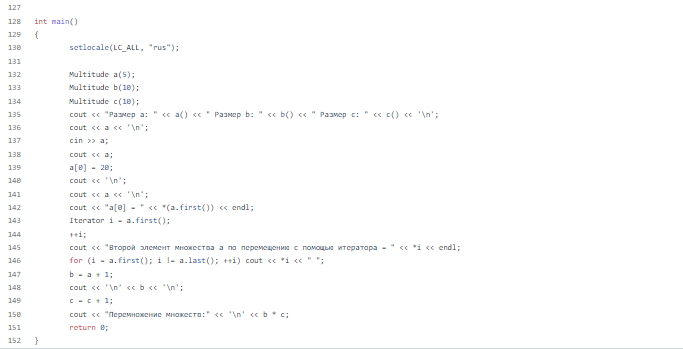 127
128 int main()
129 {
130 setlocale(LC_ALL, "rus");
131
132 Multitude a(5);
133 Multitude b(10);
134 Multitude c(10);
135 cout << "Размер a: " << a() << " Размер b: " << b() << " Размер c: " << c() << '\n';
136 cout << a << '\n';
137 cin >> a;
138 cout << a;
139 a[0] = 20;
140 cout << '\n';
141 cout << a << '\n';
142 cout << "a[0] = " << *(a.first()) << endl;
143 Iterator i = a.first();
144 ++i;
145 cout << "Второй элемент множества a по перемещению с помощью итератора = " << *i << endl;
146 for (i = a.first(); i != a.last(); ++i) cout << *i << " ";
147 b = a + 1;
148 cout << '\n' << b << '\n';
149 c = c + 1;
150 cout << "Перемножение множеств:" << '\n' << b * c;
151 return 0;
152 }